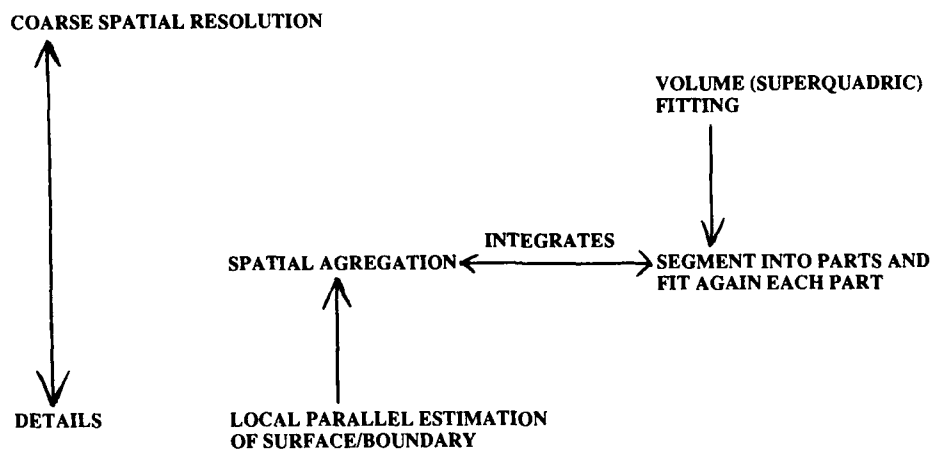 COARSE SPATIAL RESOLUTION
VOLUME (SUPERQUADRIC)
FITTING
INTEGRATES
SPATIAL AGREGATION
SEGMENT INTO PARTS AND
FIT AGAIN EACH PART
DETAILS
LOCAL PARALLEL ESTIMATION
OF SURFACE/BOUNDARY